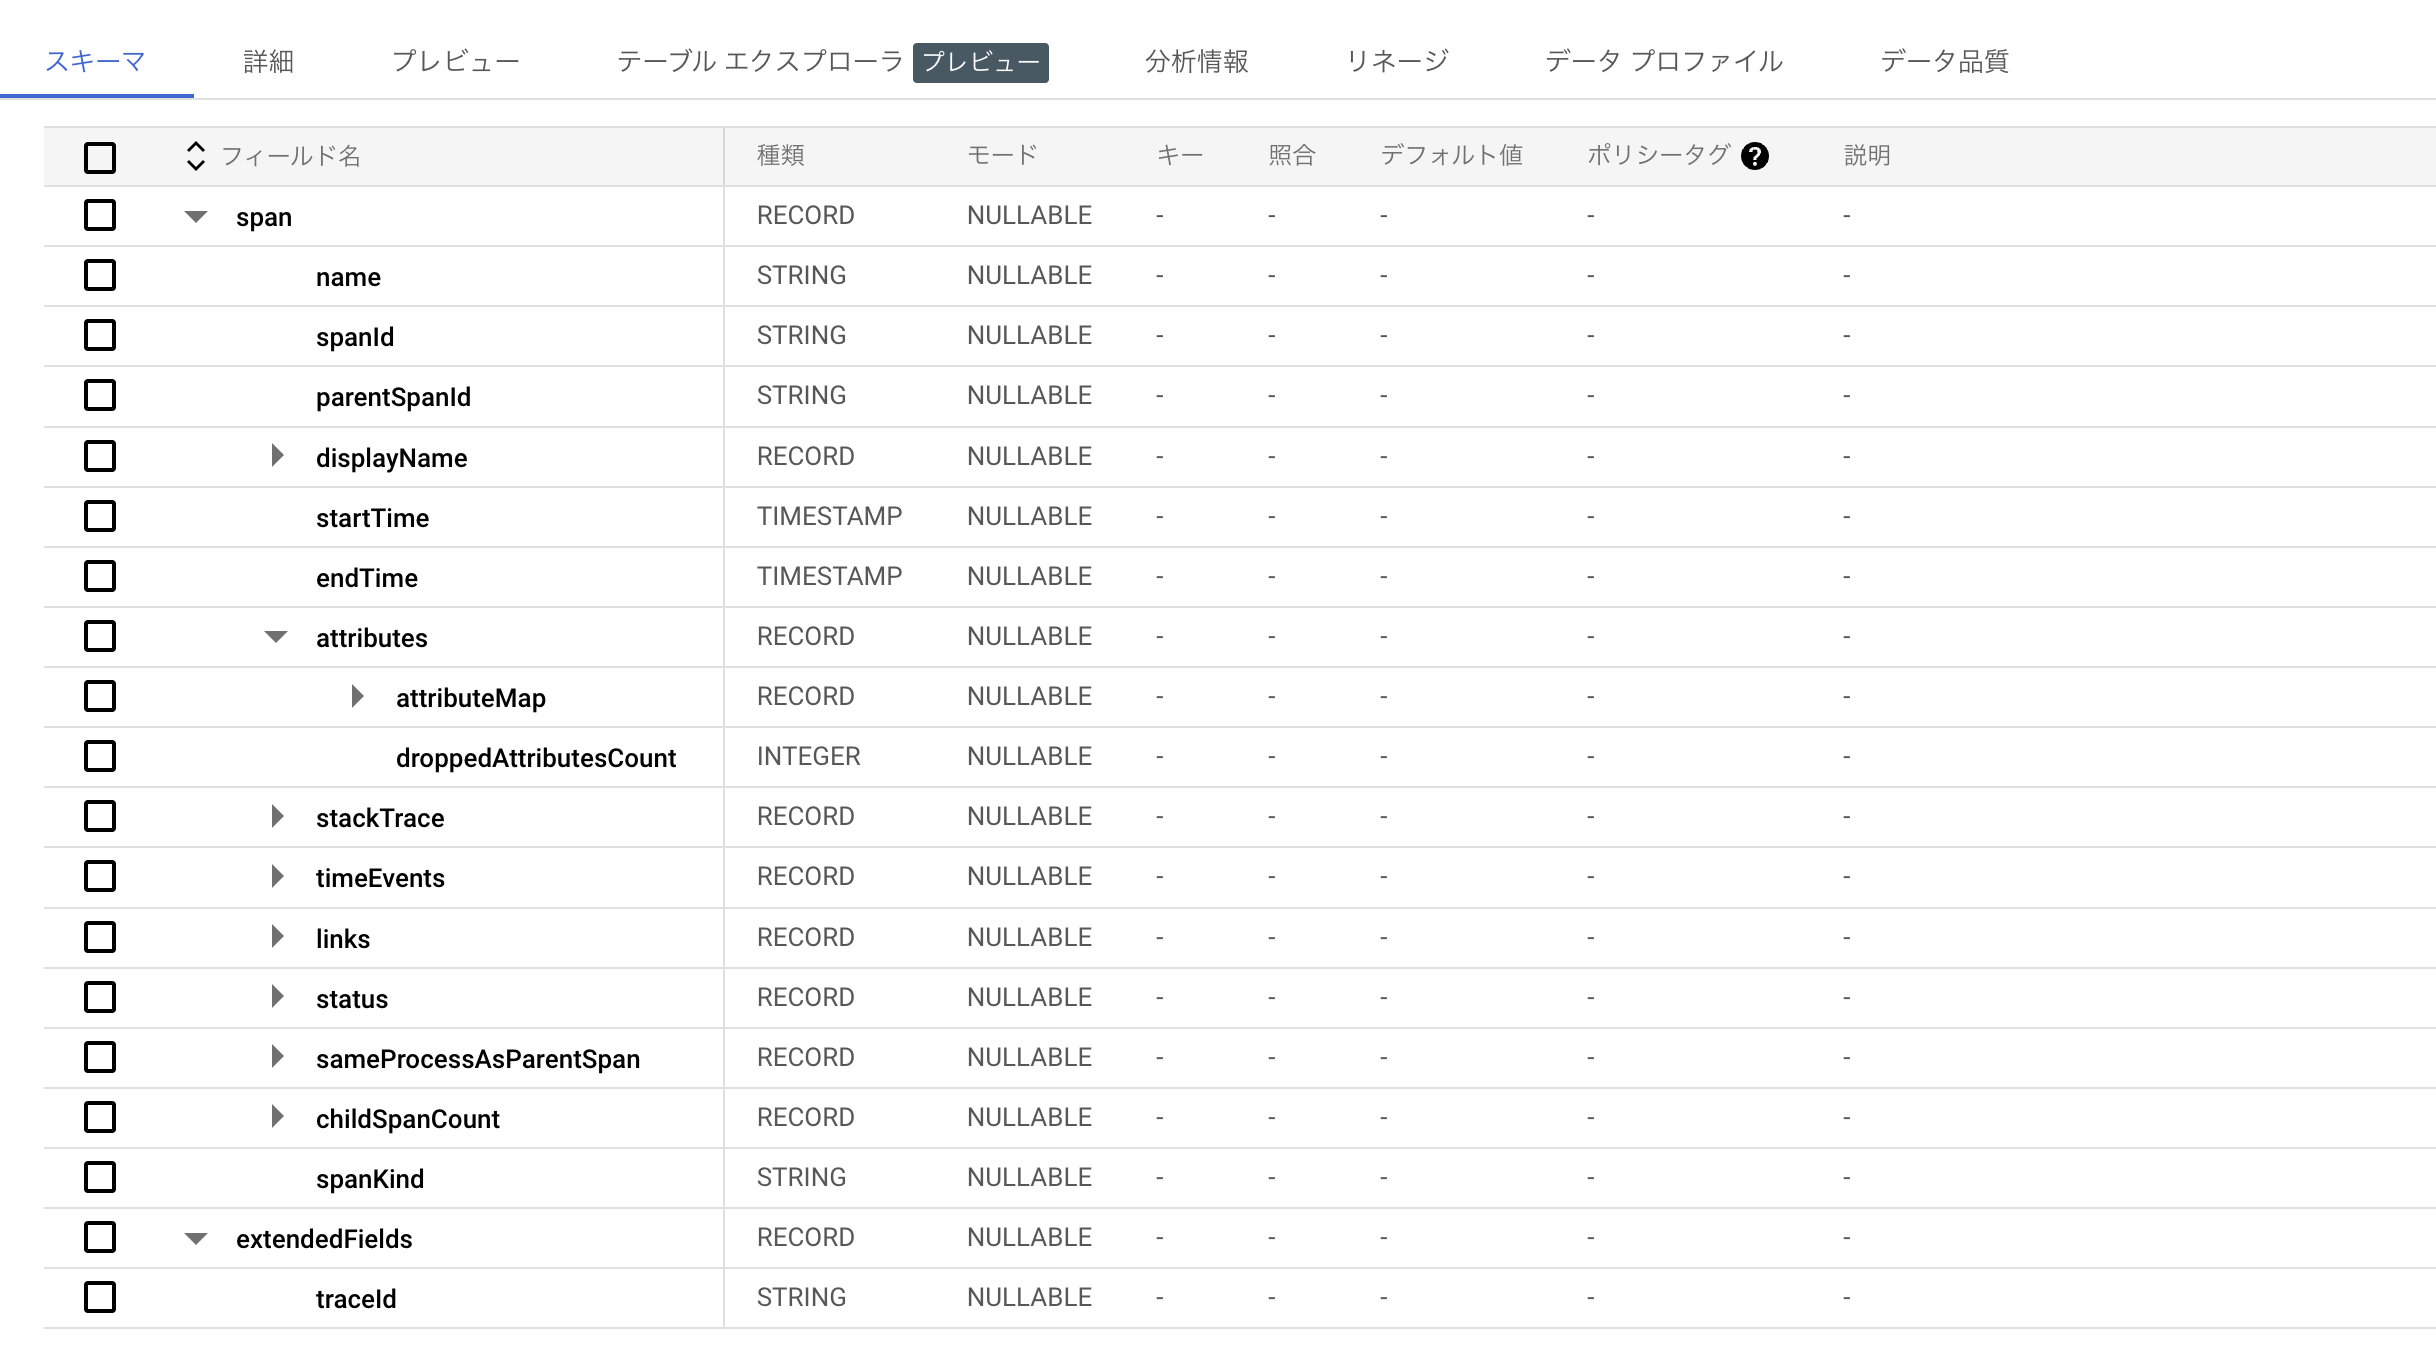 スキーマ 詳細 プレビュー テーブル エクスプローラ プレビュー 分析情報 リネージ データ プロファイル データ品質
フィールド名 種類 モード キー 照合 デフォルト値 ポリシータグ ? 説明
span RECORD NULLABLE - - - - -
name STRING NULLABLE - - - - -
spanId STRING NULLABLE - - - - -
parentSpanId STRING NULLABLE - - - - -
displayName RECORD NULLABLE - - - - -
startTime TIMESTAMP NULLABLE - - - - -
endTime TIMESTAMP NULLABLE - - - - -
attributes RECORD NULLABLE - - - - -
attributeMap RECORD NULLABLE - - - - -
droppedAttributesCount INTEGER NULLABLE - - - - -
stackTrace RECORD NULLABLE - - - - -
timeEvents RECORD NULLABLE - - - - -
links RECORD NULLABLE - - - - -
status RECORD NULLABLE - - - - -
sameProcessAsParentSpan RECORD NULLABLE - - - - -
childSpanCount RECORD NULLABLE - - - - -
spanKind STRING NULLABLE - - - - -
extendedFields RECORD NULLABLE - - - - -
traceId STRING NULLABLE - - - - -